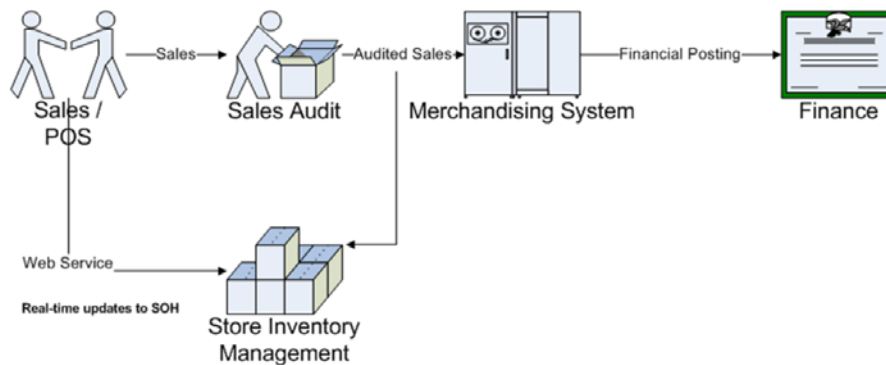 Sales
Audited Sales
Financial Posting
Sales /
POS
Sales Audit
Merchandising System
Finance
Web Service
Real-time updates to SOH
Store Inventory
Management